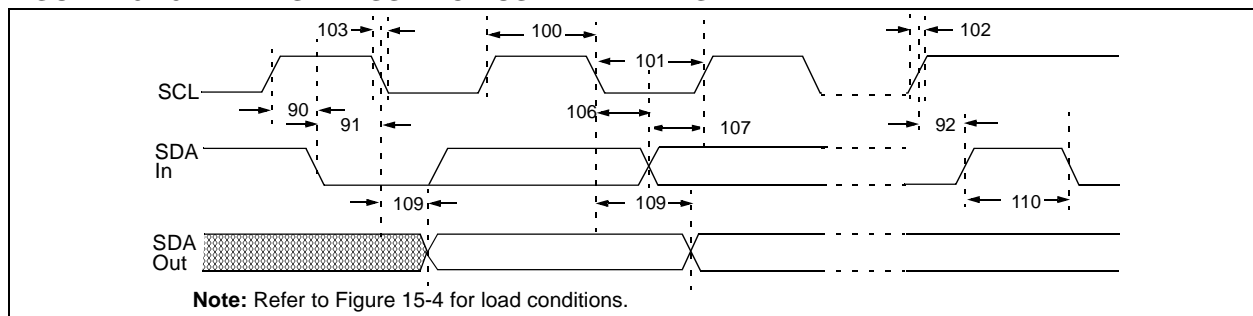 103
100
102
101
SCL
90
106
91
107
92
SDA
In
109
109
110
SDA
Out
Note: Refer to Figure 15-4 for load conditions.